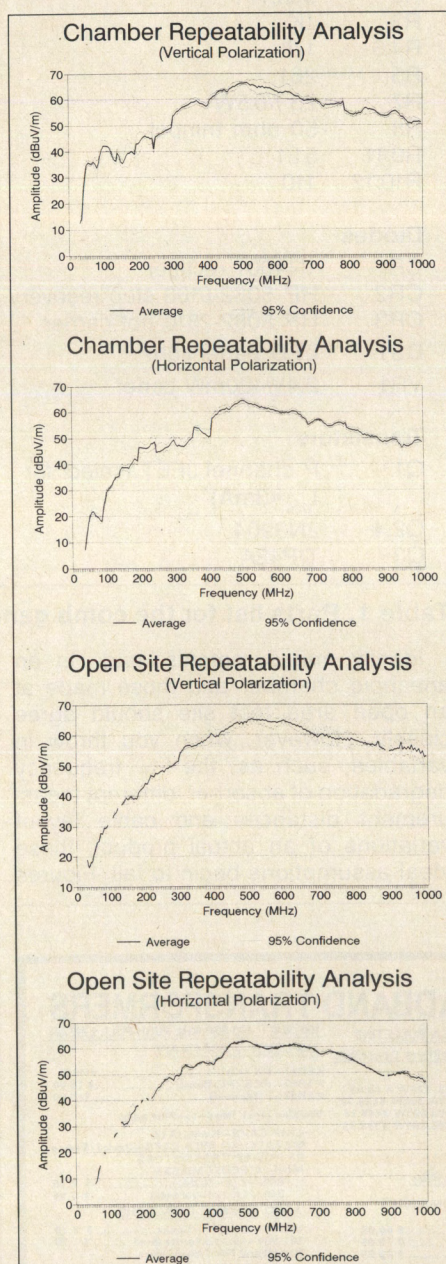 Chamber Repeatability Analysis
(Vertical Polarization)
Amplitude (dBuV/m)
70
60
50
40
30
20
10
0
0 100 200 300 400 500 600 700 800 900 1000
Frequency (MHz)
Average 95% Confidence
Chamber Repeatability Analysis
(Horizontal Polarization)
Amplitude (dBuV/m)
70
60
50
40
30
20
10
0
0 100 200 300 400 500 600 700 800 900 1000
Frequency (MHz)
Average 95% Confidence
Open Site Repeatability Analysis
(Vertical Polarization)
Amplitude (dBuV/m)
70
60
50
40
30
20
10
0 100 200 300 400 500 600 700 800 900 1000
Frequency (MHz)
Average 95% Confidence
Open Site Repeatability Analysis
(Horizontal Polarization)
Amplitude (dBuV/m)
70
60
50
40
30
20
10
0
0 100 200 300 400 500 600 700 800 900 1000
Frequency (MHz)
Average 95% Confidence